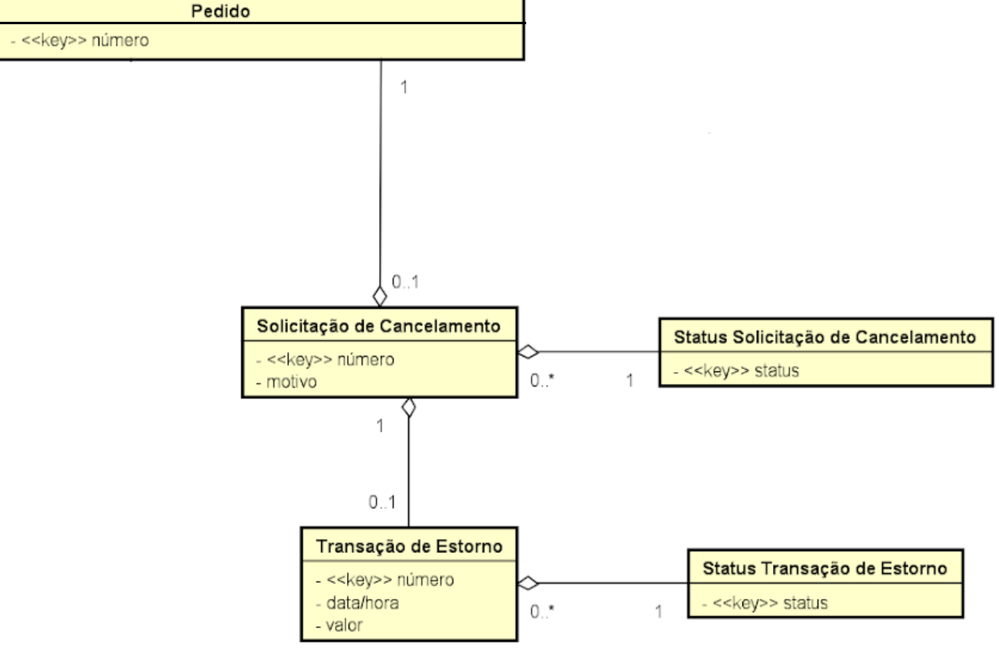 Pedido
- <<key>> número
1
0..1
Solicitação de Cancelamento
- <<key>> número
- motivo
0..*
1
Status Solicitação de Cancelamento
- <<key>> status
1
0..1
Transação de Estorno
- <<key>> número
- data/hora
- valor
0..*
1
Status Transação de Estorno
- <<key>> status